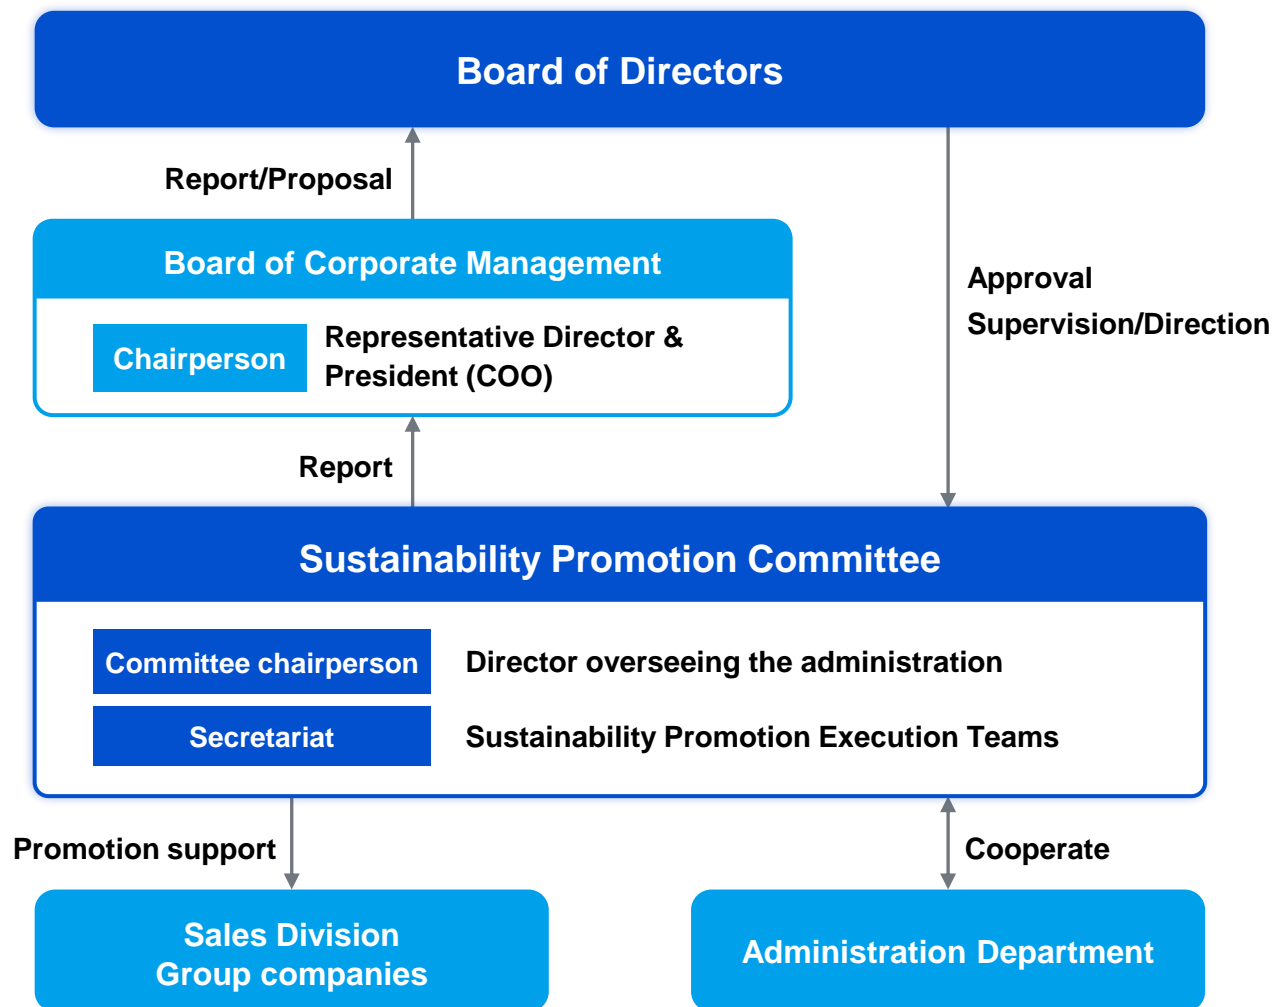 Board of Directors
Report/Proposal
Board of Corporate Management
Chairperson
Representative Director &
President (COO)
Approval
Supervision/Direction
Report
Sustainability Promotion Committee
Committee chairperson
Director overseeing the administration
Secretariat
Sustainability Promotion Execution Teams
Promotion support
Cooperate
Sales Division
Group companies
Administration Department